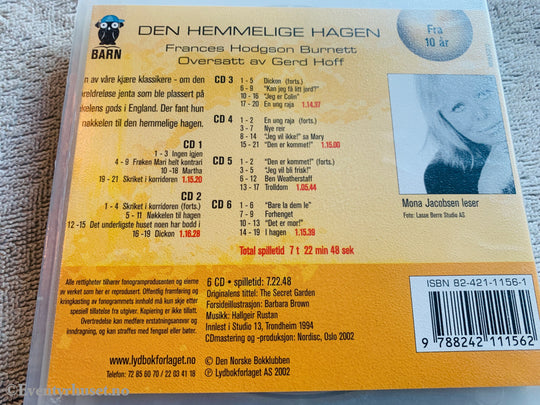 BARN
DEN HEMMELIGE HAGEN
Frances Hodgson Burnett
Oversatt av Gerd Hoff
Fra
10 år
En av våre kjære klassikere - om den
foreldreløse jenta som ble plassert på
onkelens gods i England. Der fant hun
nøkkelen til den hemmelige hagen.
CD 1
1 - 3 Ingen igjen
4 - 9 Frøken Mari helt kontrari
10 - 18 Martha
19 - 21 Skriket i korridoren 1.15.20
CD 2
1 - 4 Skriket i korridoren (forts.)
5 - 11 Nøkkelen til hagen
12 - 15 Det underligste huset noen har bodd i
16 - 19 Dickon 1.16.28
CD 3
1 - 5 Dickon (forts.)
6 - 9 "Kan jeg få litt jord?"
10 - 16 "Jeg er Colin"
17 - 20 En ung raja 1.14.37
CD 4
1 - 2 En ung raja (forts.)
3 - 7 Nye reir
8 - 14 "Jeg vil ikke!" sa Mary
15 - 21 "Den er kommet!" 1.15.00
CD 5
1 - 2 "Den er kommet!" (forts.)
3 - 5 "Jeg vil bli frisk!"
6 - 12 Ben Weatherstaff
13 - 17 Trolldom 1.05.44
CD 6
1 - 6 "Bare la dem le"
7 - 9 Forhenget
10 - 13 "Det er mor!"
14 - 19 I hagen! 1.15.39
Total spilletid 7 t 22 min 48 sek
Mona Jacobsen leser
Foto: Lasse Berre Studio AS
Alle rettigheter tilhører fonogramprodusenten og eierne
av verket som her er reprodusert. Offentlig framføring og
kringkasting av fonogrammets innhold må kun skje etter
spesiell tillatelse fra utgiver. Kopiering er ikke tillatt.
Overtredelse kan medføre erstatningsansvar og
inndragning, og kan straffes med fengsel eller bøter.
www.lydbokforlaget.no
Telefon: 72 85 60 70 / 22 03 41 18
6 CD • spilletid: 7.22.48
Originalens tittel: The Secret Garden
Forsideillustrasjon: Barbara Brown
Musikk: Hallgeir Rustan
Innlest i Studio 13, Trondheim 1994
CDmastering og -produksjon: Nordisc, Oslo 2002
© Den Norske Bokklubben
Ⓟ Lydbokforlaget AS 2002
ISBN 82-421-1156-1
9 788242 111562
© Eventyrhuset.no